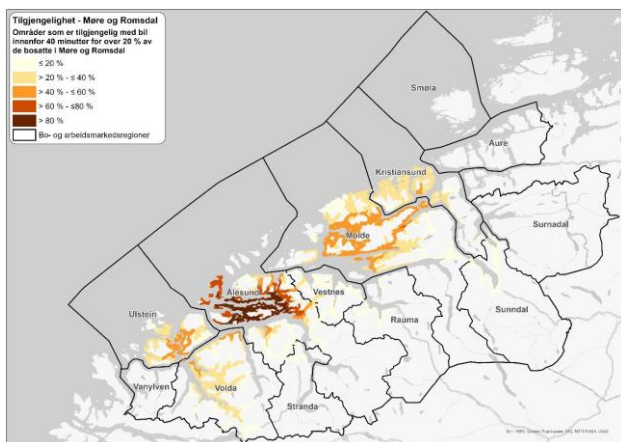 Tilgjengelighet - Møre og Romsdal
Områder som er tilgjengelig med bil
innenfor 40 minutter for over 20 % av
de bosatte i Møre og Romsdal
≤ 20 %
> 20 % - ≤ 40 %
> 40 % - ≤ 60 %
> 60 % - ≤80 %
> 80 %
Bo- og arbeidsmarkedsregioner
Smøla
Aure
Kristiansund
Surnadal
Molde
Ålesund
Vestnes
Sunndal
Rauma
Ulstein
Vanylven
Volda
Stranda